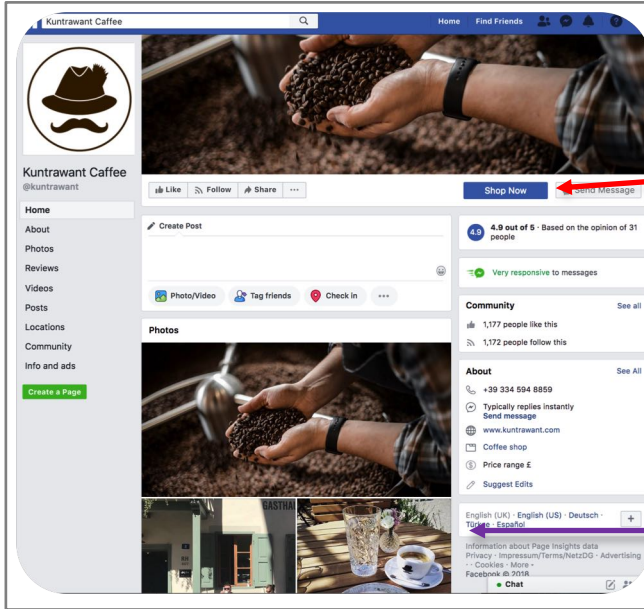 Kuntrawant Caffee
Home Find Friends
Kuntrawant Caffee
@kuntrawant
Home
About
Photos
Reviews
Videos
Posts
Locations
Community
Info and ads
Create a Page
Like Follow Share ...
Shop Now
Send Message
Create Post
Photo/Video Tag friends Check in ...
Photos
GASTHA
4.9
4.9 out of 5 · Based on the opinion of 31
people
Very responsive to messages
Community See all
1,177 people like this
1,172 people follow this
About See All
+39 334 594 8859
Typically replies instantly
Send message
www.kuntrawant.com
Coffee shop
Price range £
Suggest Edits
English (UK) · English (US) · Deutsch ·
Türkçe · Español
+
Information about Page Insights data
Privacy · Impressum/Terms/NetzDG · Advertising
· Cookies · More
Facebook © 2018
Chat